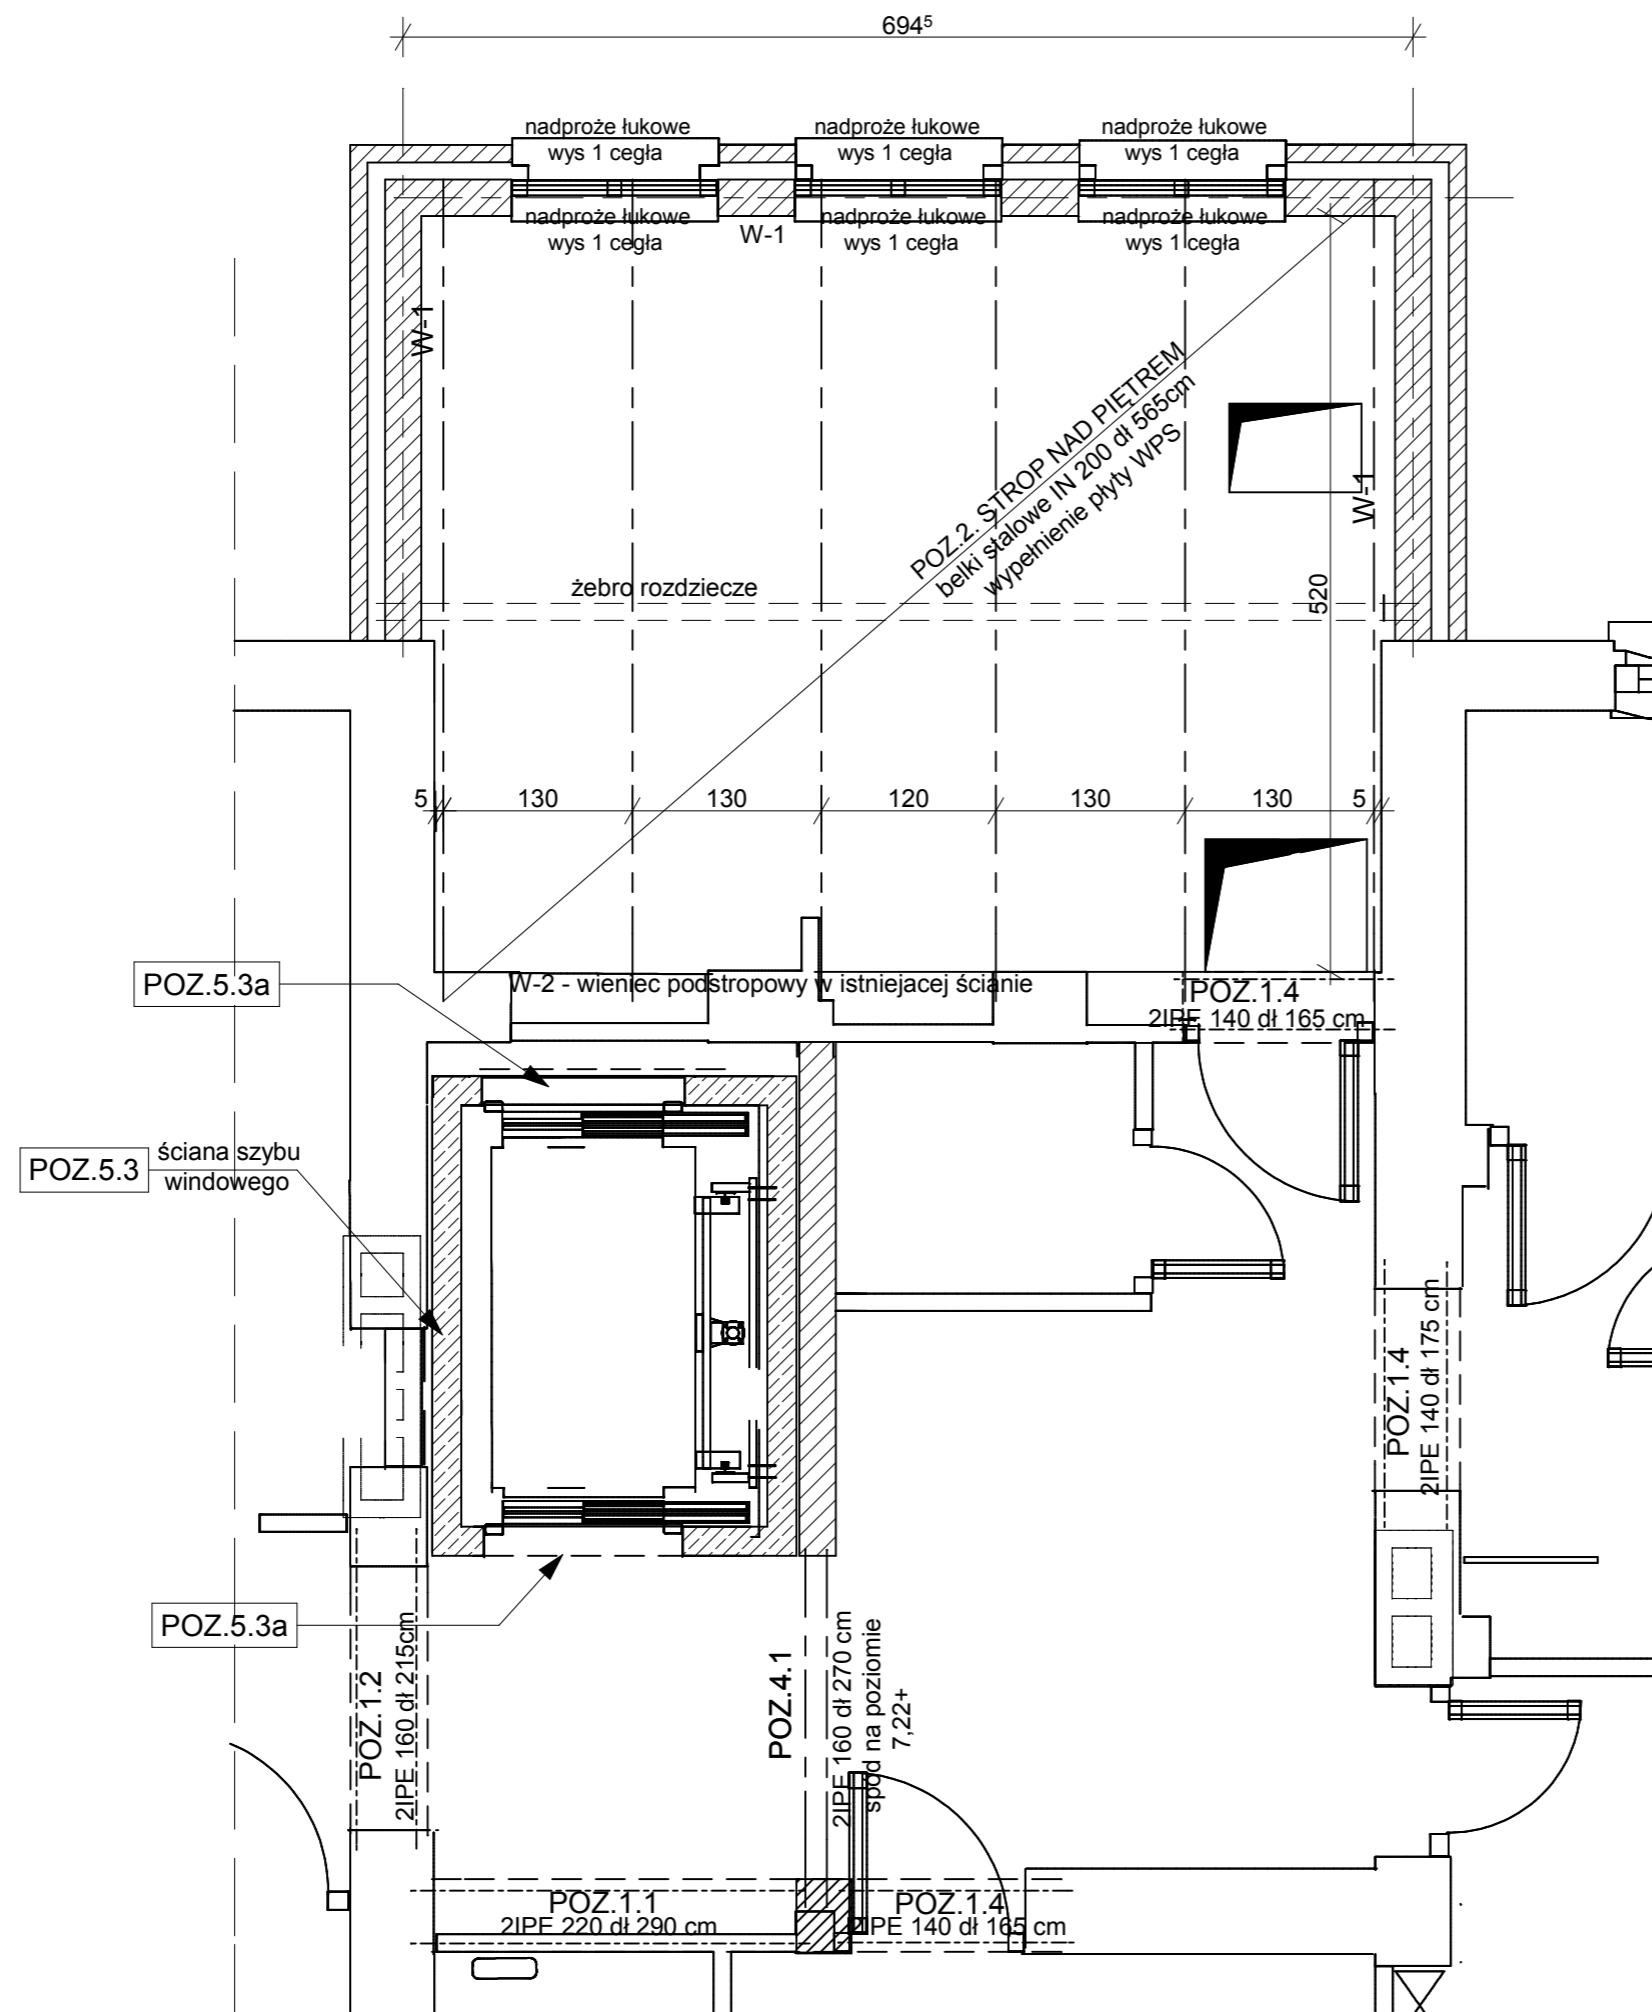 694⁵
nadproże łukowe
wys 1 cegła
nadproże łukowe
wys 1 cegła
nadproże łukowe
wys 1 cegła
nadproże łukowe
wys 1 cegła
W-1
nadproże łukowe
wys 1 cegła
nadproże łukowe
wys 1 cegła
W-1
POZ.2. STROP NAD PIĘTREM
belki stalowe IN 200 dł 565cm
wypełnienie płyty WPS
W-1
żebro rozdziecze
520
5
130
130
120
130
130
5
POZ.5.3a
W-2 - wieniec podstropowy w istniejacej ścianie
POZ.1.4
2IPE 140 dł 165 cm
POZ.5.3
ściana szybu
windowego
POZ.1.4
2IPE 140 dł 175 cm
POZ.5.3a
POZ.1.2
2IPE 160 dł 215cm
POZ.4.1
2IPE 160 dł 270 cm
spód na poziomie
7,22+
POZ.1.1
2IPE 220 dł 290 cm
POZ.1.4
2IPE 140 dł 165 cm